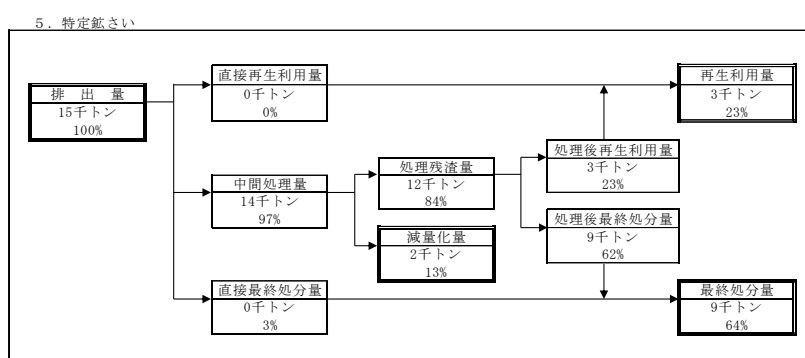 5．特定鉱さい
排 出 量
15千トン
100%
直接再生利用量
0千トン
0%
再生利用量
3千トン
23%
中間処理量
14千トン
97%
処理残渣量
12千トン
84%
処理後再生利用量
3千トン
23%
減量化量
2千トン
13%
処理後最終処分量
9千トン
62%
直接最終処分量
0千トン
3%
最終処分量
9千トン
64%